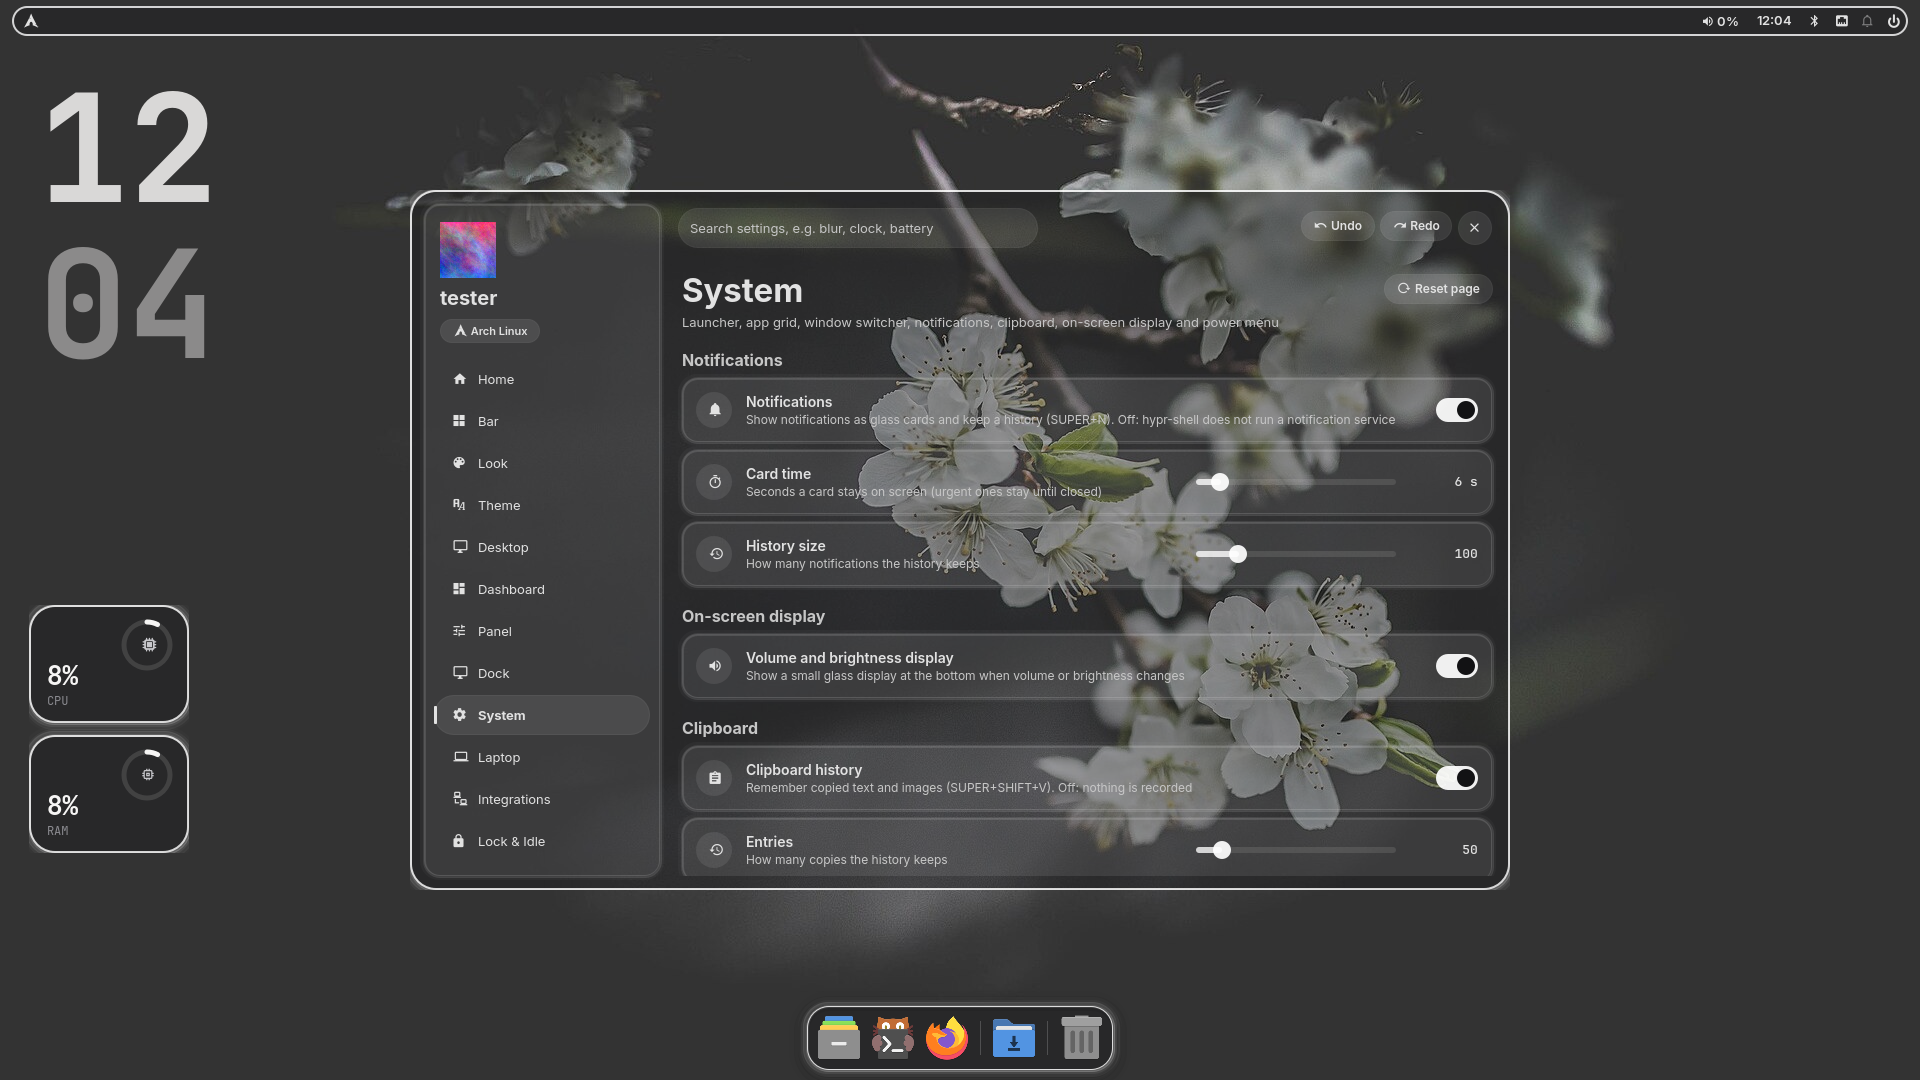 0%
12:04
12
04
8%
CPU
8%
RAM
tester
Arch Linux
Home
Bar
Look
Theme
Desktop
Dashboard
Panel
Dock
System
Laptop
Integrations
Lock & Idle
Search settings, e.g. blur, clock, battery
Undo
Redo
System
Reset page
Launcher, app grid, window switcher, notifications, clipboard, on-screen display and power menu
Notifications
Notifications
Show notifications as glass cards and keep a history (SUPER+N). Off: hypr-shell does not run a notification service
Card time
Seconds a card stays on screen (urgent ones stay until closed)
6 s
History size
How many notifications the history keeps
100
On-screen display
Volume and brightness display
Show a small glass display at the bottom when volume or brightness changes
Clipboard
Clipboard history
Remember copied text and images (SUPER+SHIFT+V). Off: nothing is recorded
Entries
How many copies the history keeps
50